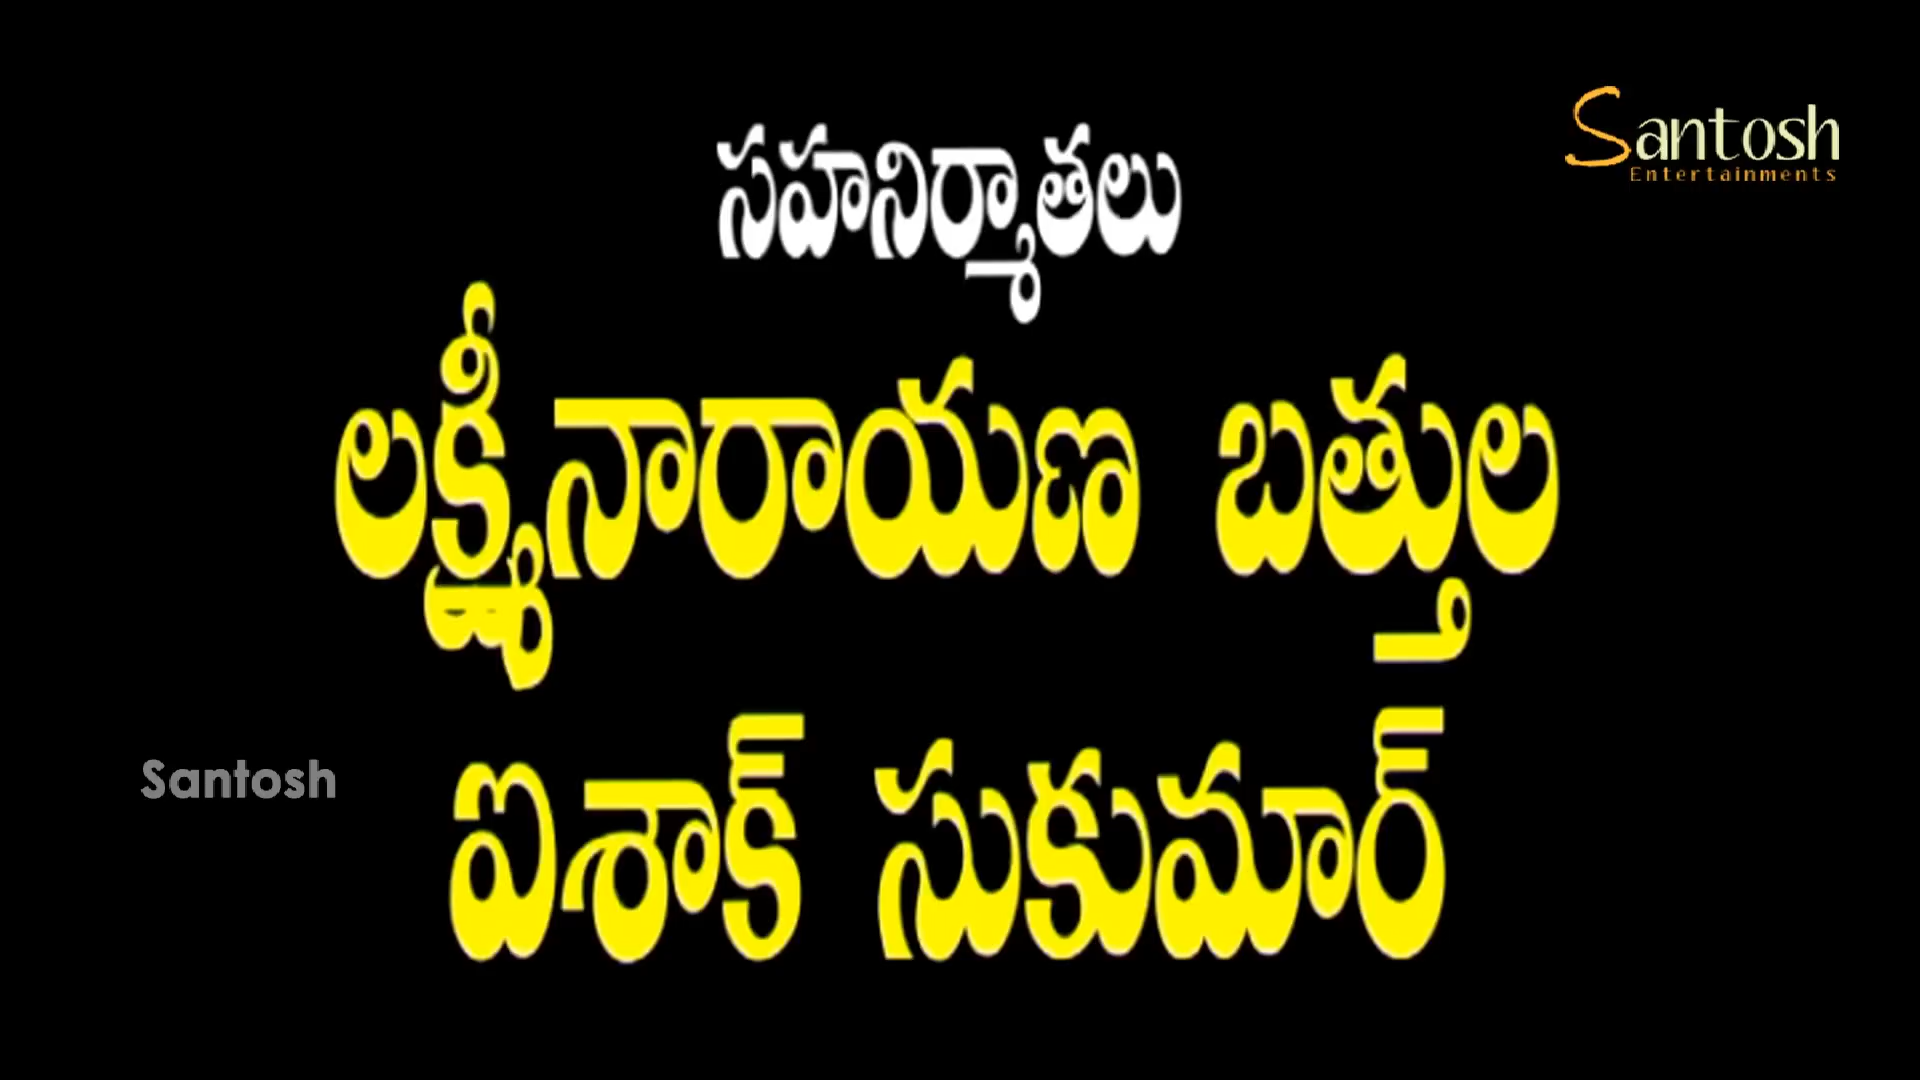 Santosh
Entertainments
సహనిర్మాతలు
లక్ష్మీనారాయణ బత్తుల
Santosh
ఐశాక్ సుకుమార్